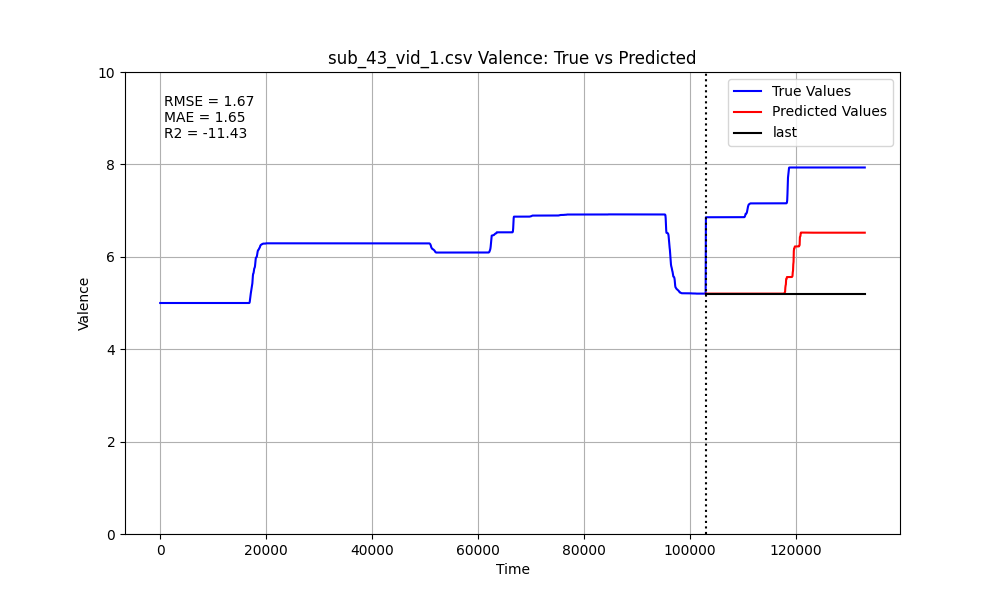 sub_43_vid_1.csv Valence: True vs Predicted
10
8
6
4
2
0
Valence
RMSE = 1.67
MAE = 1.65
R2 = -11.43
True Values
Predicted Values
last
0
20000
40000
60000
80000
100000
120000
Time